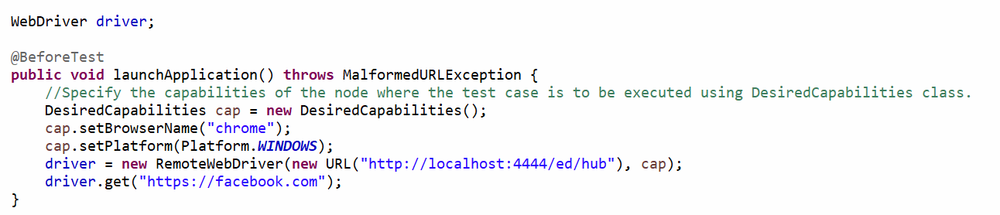 WebDriver driver;
@BeforeTest
public void launchApplication() throws MalformedURLException {
//Specify the capabilities of the node where the test case is to be executed using DesiredCapabilities class.
DesiredCapabilities cap = new DesiredCapabilities();
cap.setBrowserName("chrome");
cap.setPlatform(Platform.WINDOWS);
driver = new RemoteWebDriver(new URL("http://localhost:4444/ed/hub"), cap);
driver.get("https://facebook.com");
}